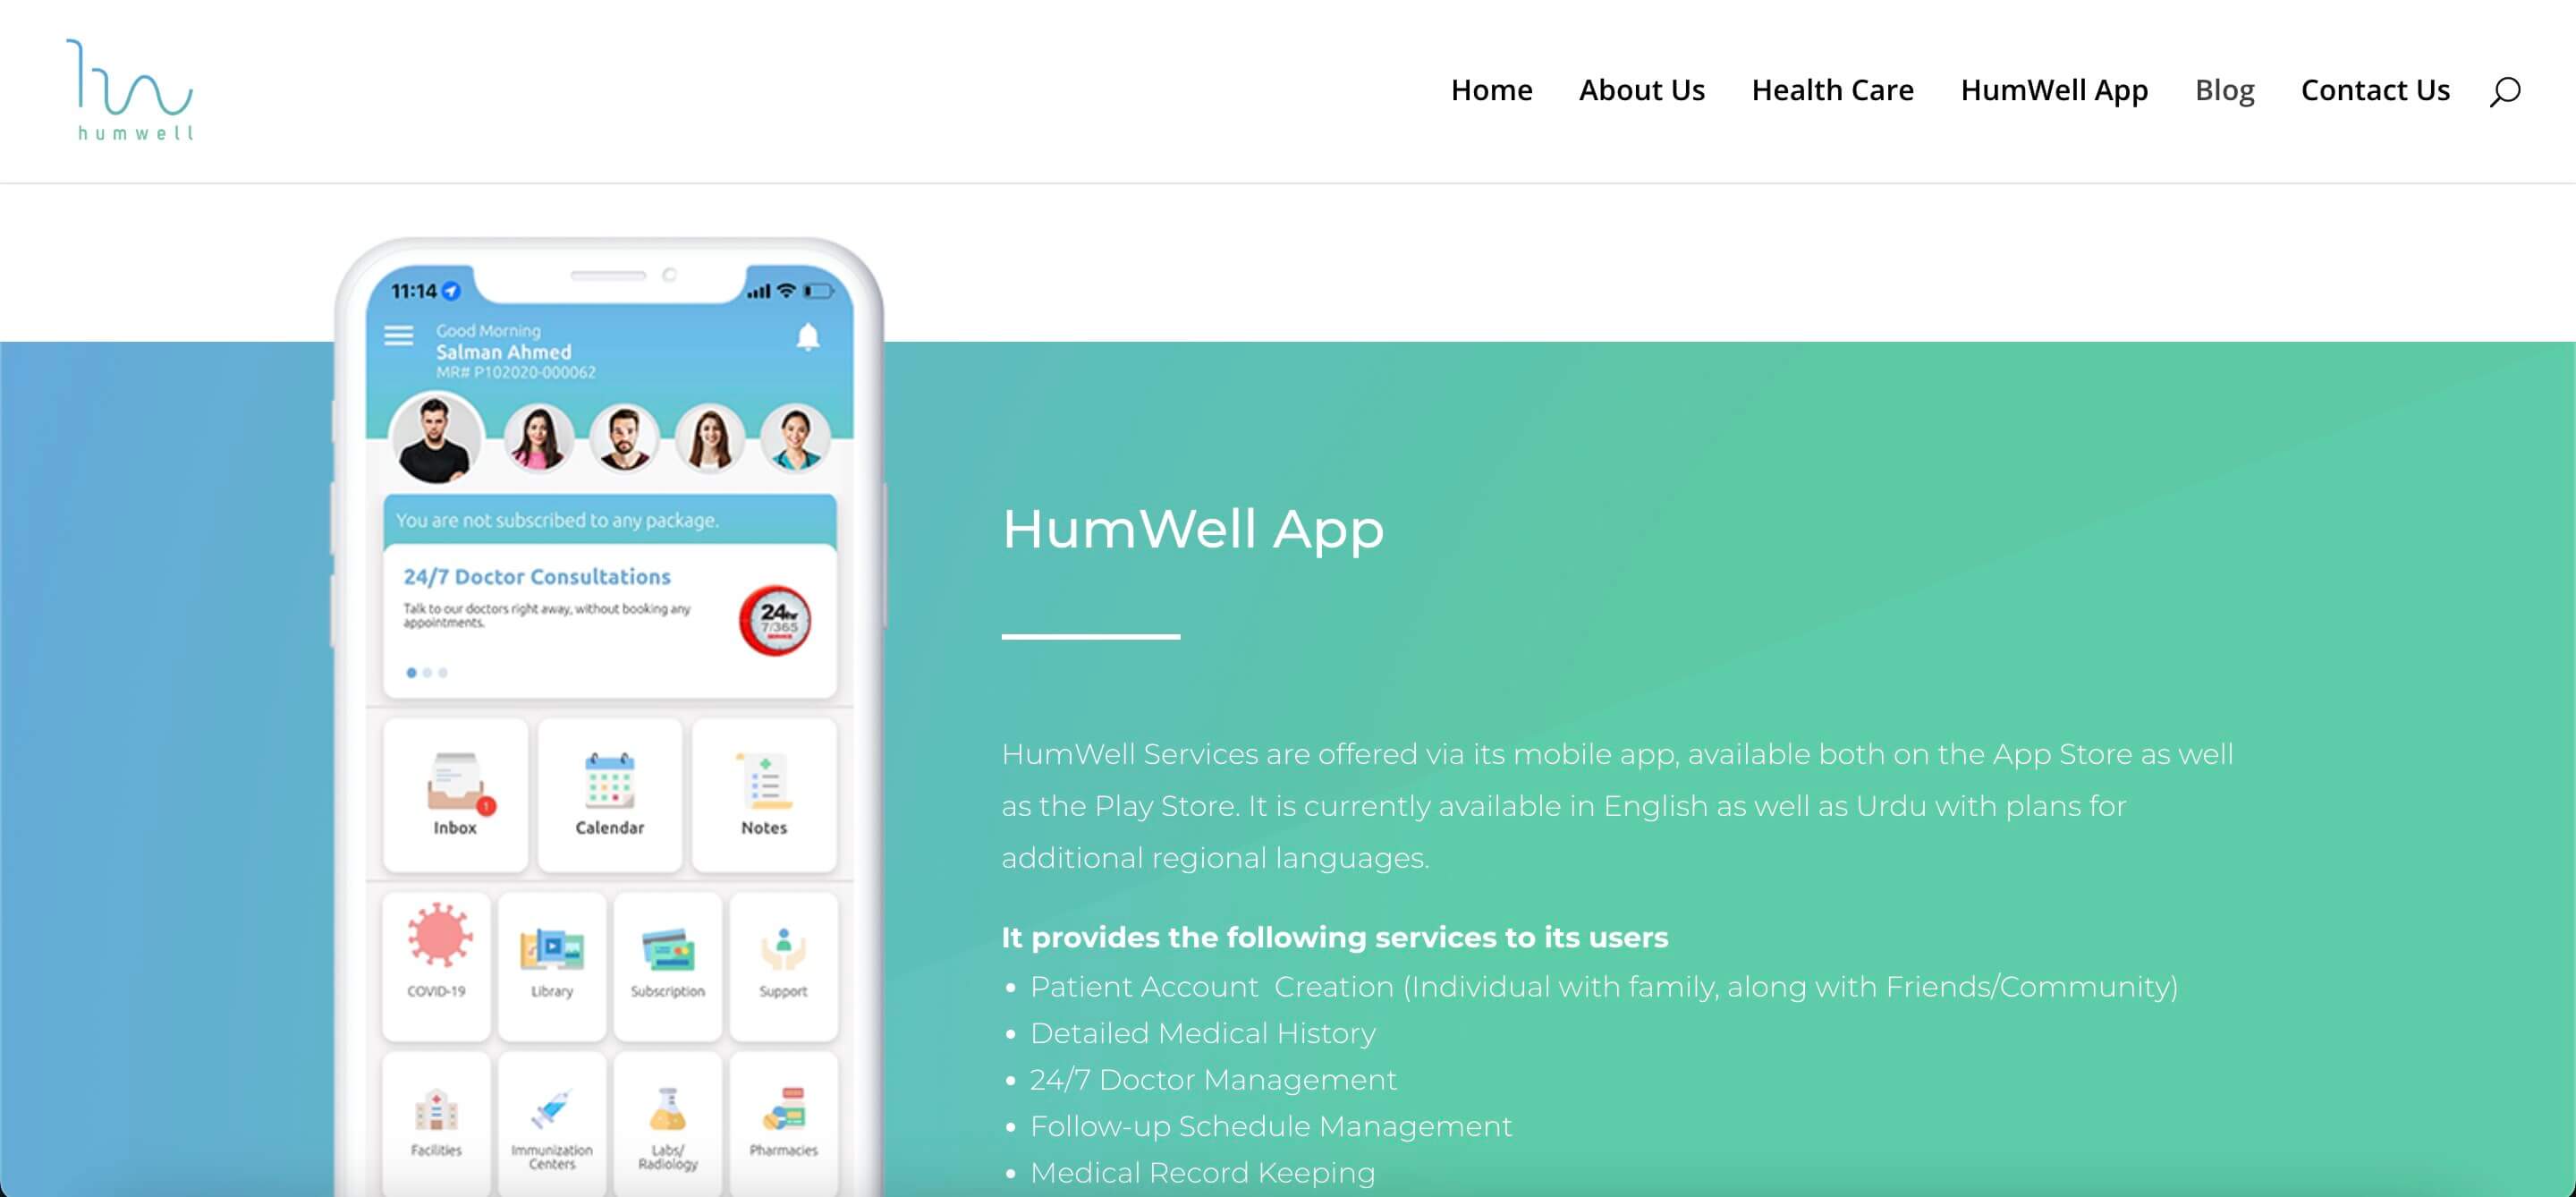 humwell
Home
About Us
Health Care
HumWell App
Blog
Contact Us
11:14
Good Morning
Salman Ahmed
MR# P102020-000062
You are not subscribed to any package.
24/7 Doctor Consultations
Talk to our doctors right away, without booking any
appointments.
24hr
7/365
SERVICE
1
Inbox
Calendar
Notes
COVID-19
Library
Subscription
Support
Facilities
Immunization
Centers
Labs/
Radiology
Pharmacies
HumWell App
HumWell Services are offered via its mobile app, available both on the App Store as well
as the Play Store. It is currently available in English as well as Urdu with plans for
additional regional languages.
It provides the following services to its users
• Patient Account  Creation (Individual with family, along with Friends/Community)
• Detailed Medical History
• 24/7 Doctor Management
• Follow-up Schedule Management
• Medical Record Keeping